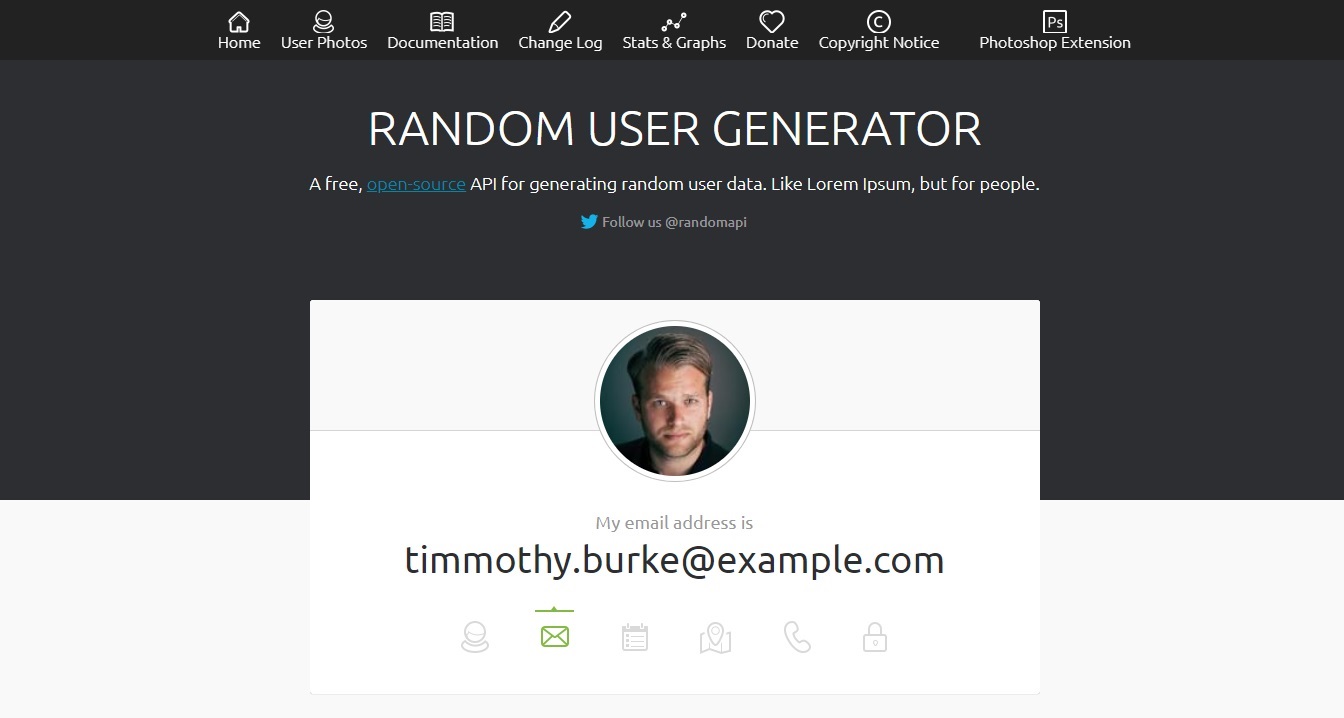 Home User Photos Documentation Change Log Stats & Graphs Donate Copyright Notice Photoshop Extension
C Ps
RANDOM USER GENERATOR
A free, open-source API for generating random user data. Like Lorem Ipsum, but for people.
Follow us @randomapi
My email address is
timmothy.burke@example.com